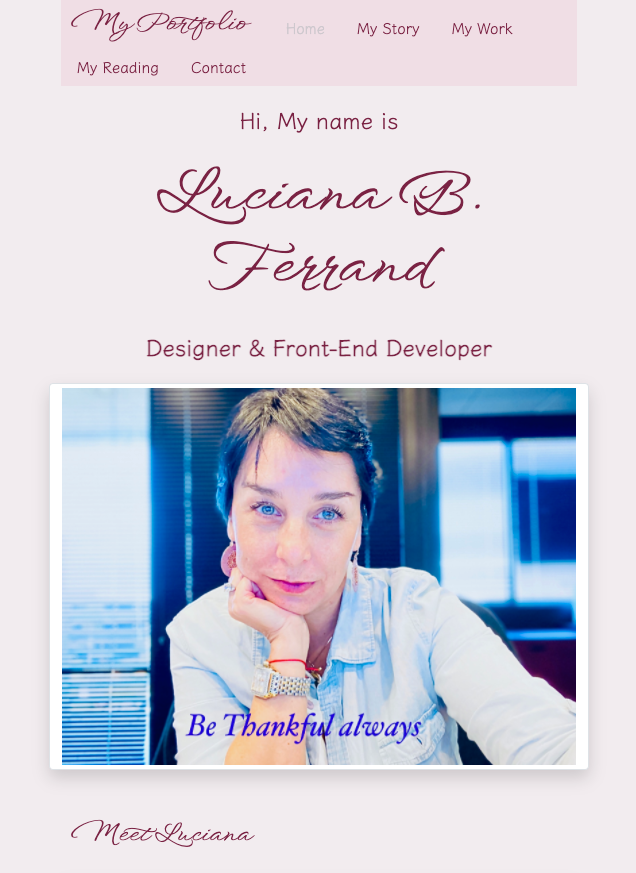 My Portfolio Home My Story My Work
My Reading Contact
Hi, My name is
Luciana B.
Ferrand
Designer & Front-End Developer
Be Thankful always
Meet Luciana